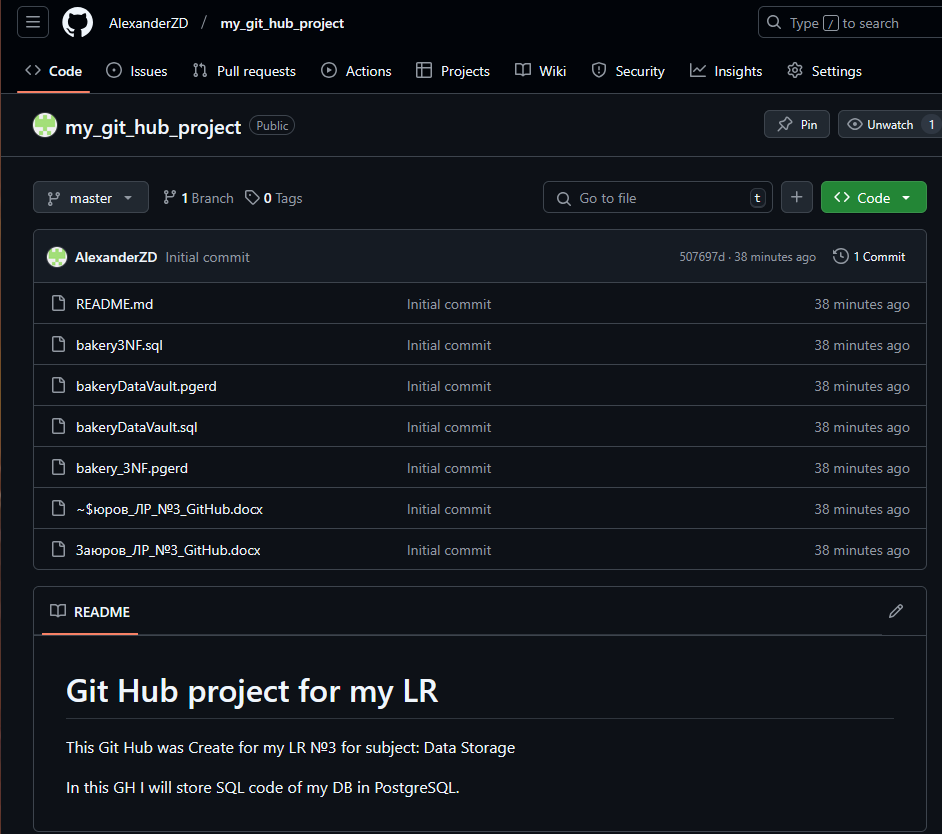 AlexanderZD / my_git_hub_project Type / to search
Code Issues Pull requests Actions Projects Wiki Security Insights Settings
my_git_hub_project Public Pin Unwatch 1
master 1 Branch 0 Tags Go to file t + Code
AlexanderZD Initial commit 507697d · 38 minutes ago 1 Commit
README.md Initial commit 38 minutes ago
bakery3NF.sql Initial commit 38 minutes ago
bakeryDataVault.pgerd Initial commit 38 minutes ago
bakeryDataVault.sql Initial commit 38 minutes ago
bakery_3NF.pgerd Initial commit 38 minutes ago
~$юров_ЛР_№3_GitHub.docx Initial commit 38 minutes ago
Заюров_ЛР_№3_GitHub.docx Initial commit 38 minutes ago
README
Git Hub project for my LR
This Git Hub was Create for my LR №3 for subject: Data Storage
In this GH I will store SQL code of my DB in PostgreSQL.